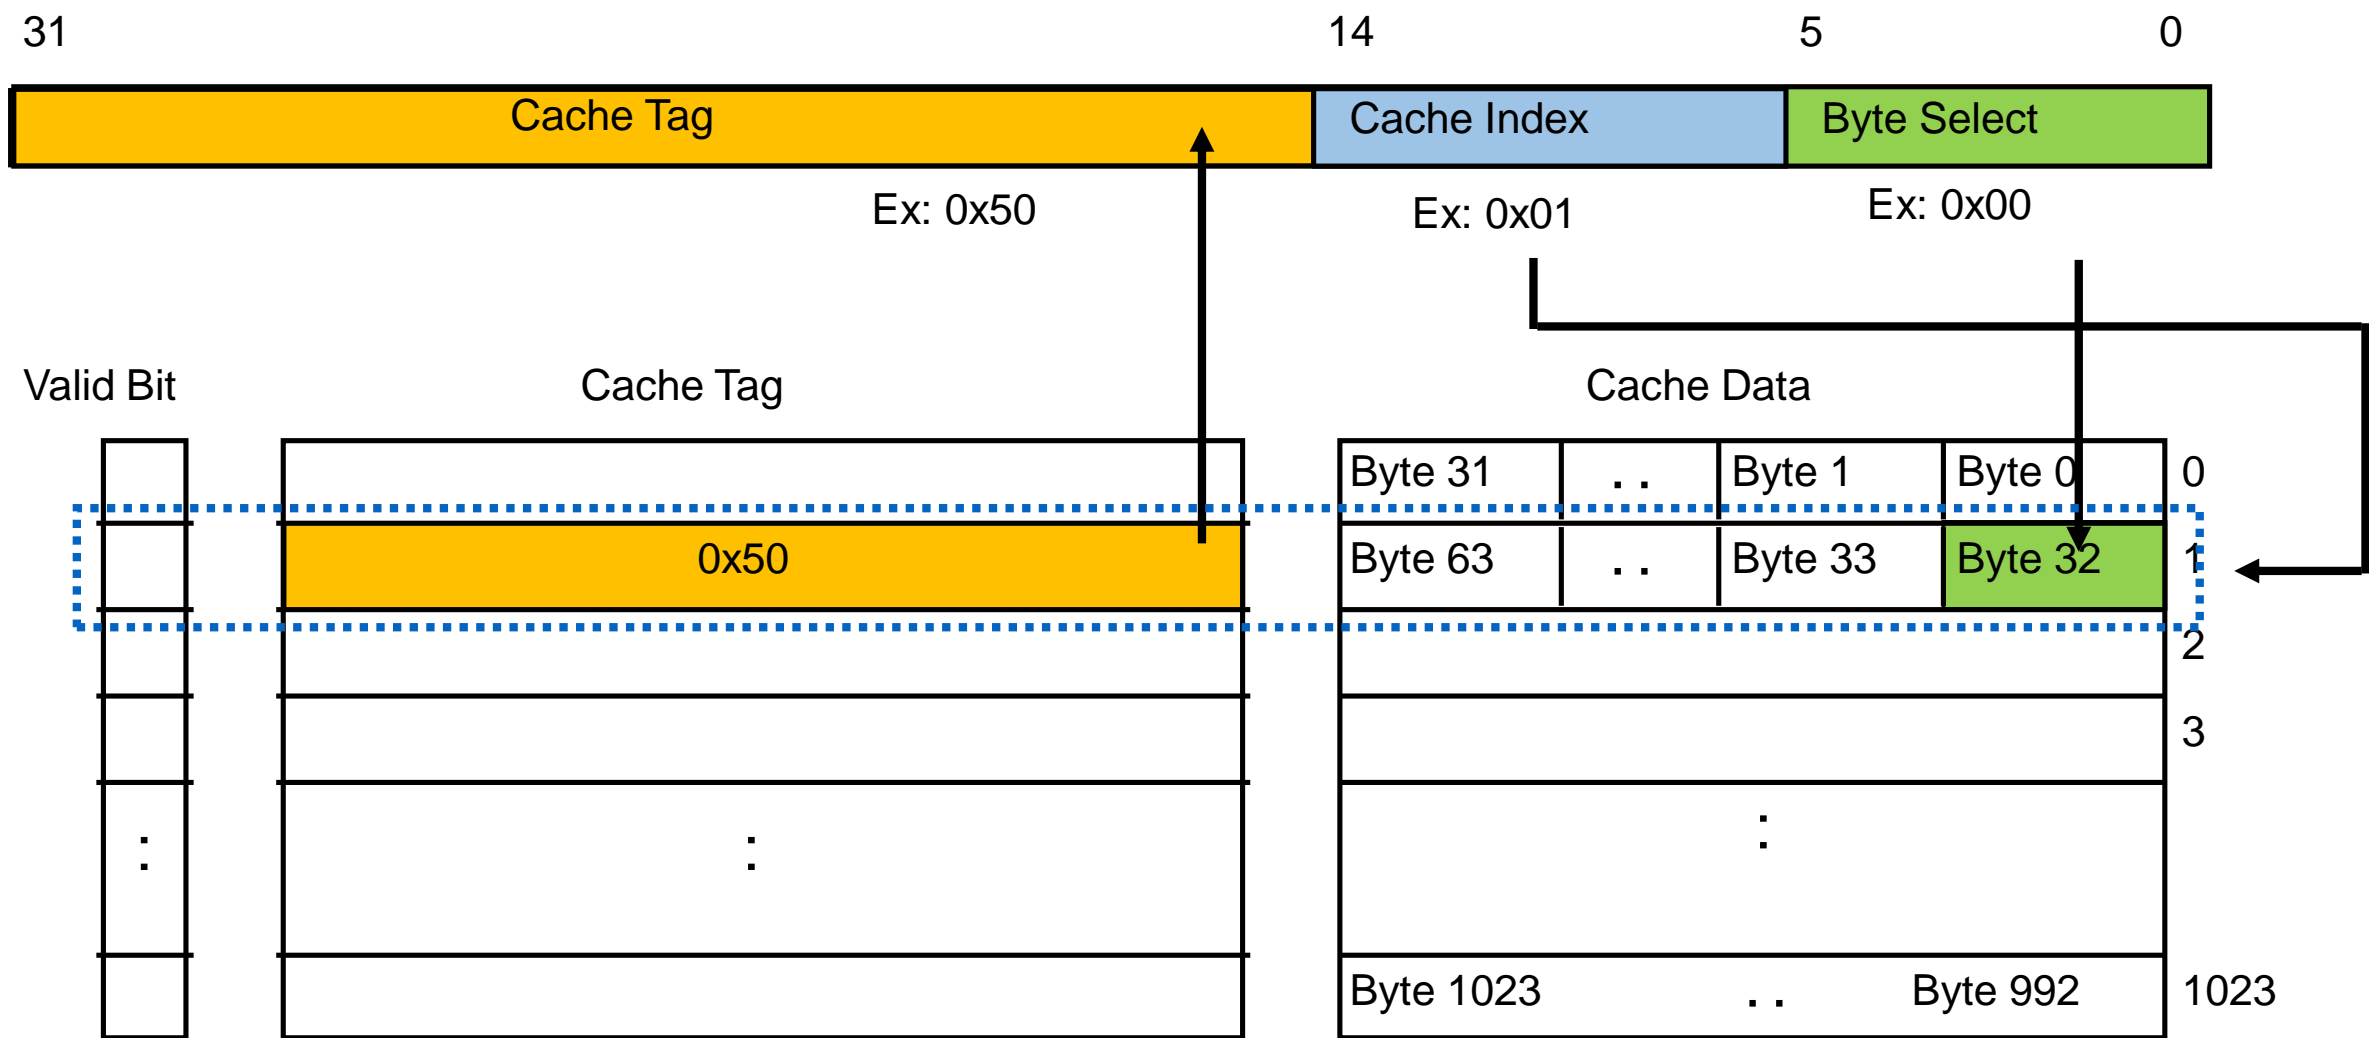 31 14 5 0
Cache Tag Cache Index Byte Select
Ex: 0x50 Ex: 0x01 Ex: 0x00
Valid Bit Cache Tag Cache Data
Byte 31 . . Byte 1 Byte 0 0
0x50 Byte 63 . . Byte 33 Byte 32 1
2
3
: : :
Byte 1023 . . Byte 992 1023